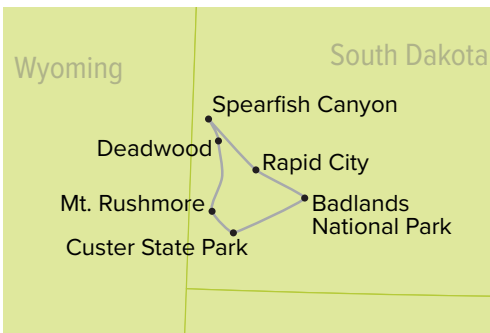 South Dakota
Wyoming
Spearfish Canyon
Deadwood
Rapid City
Mt. Rushmore
Badlands
National Park
Custer State Park